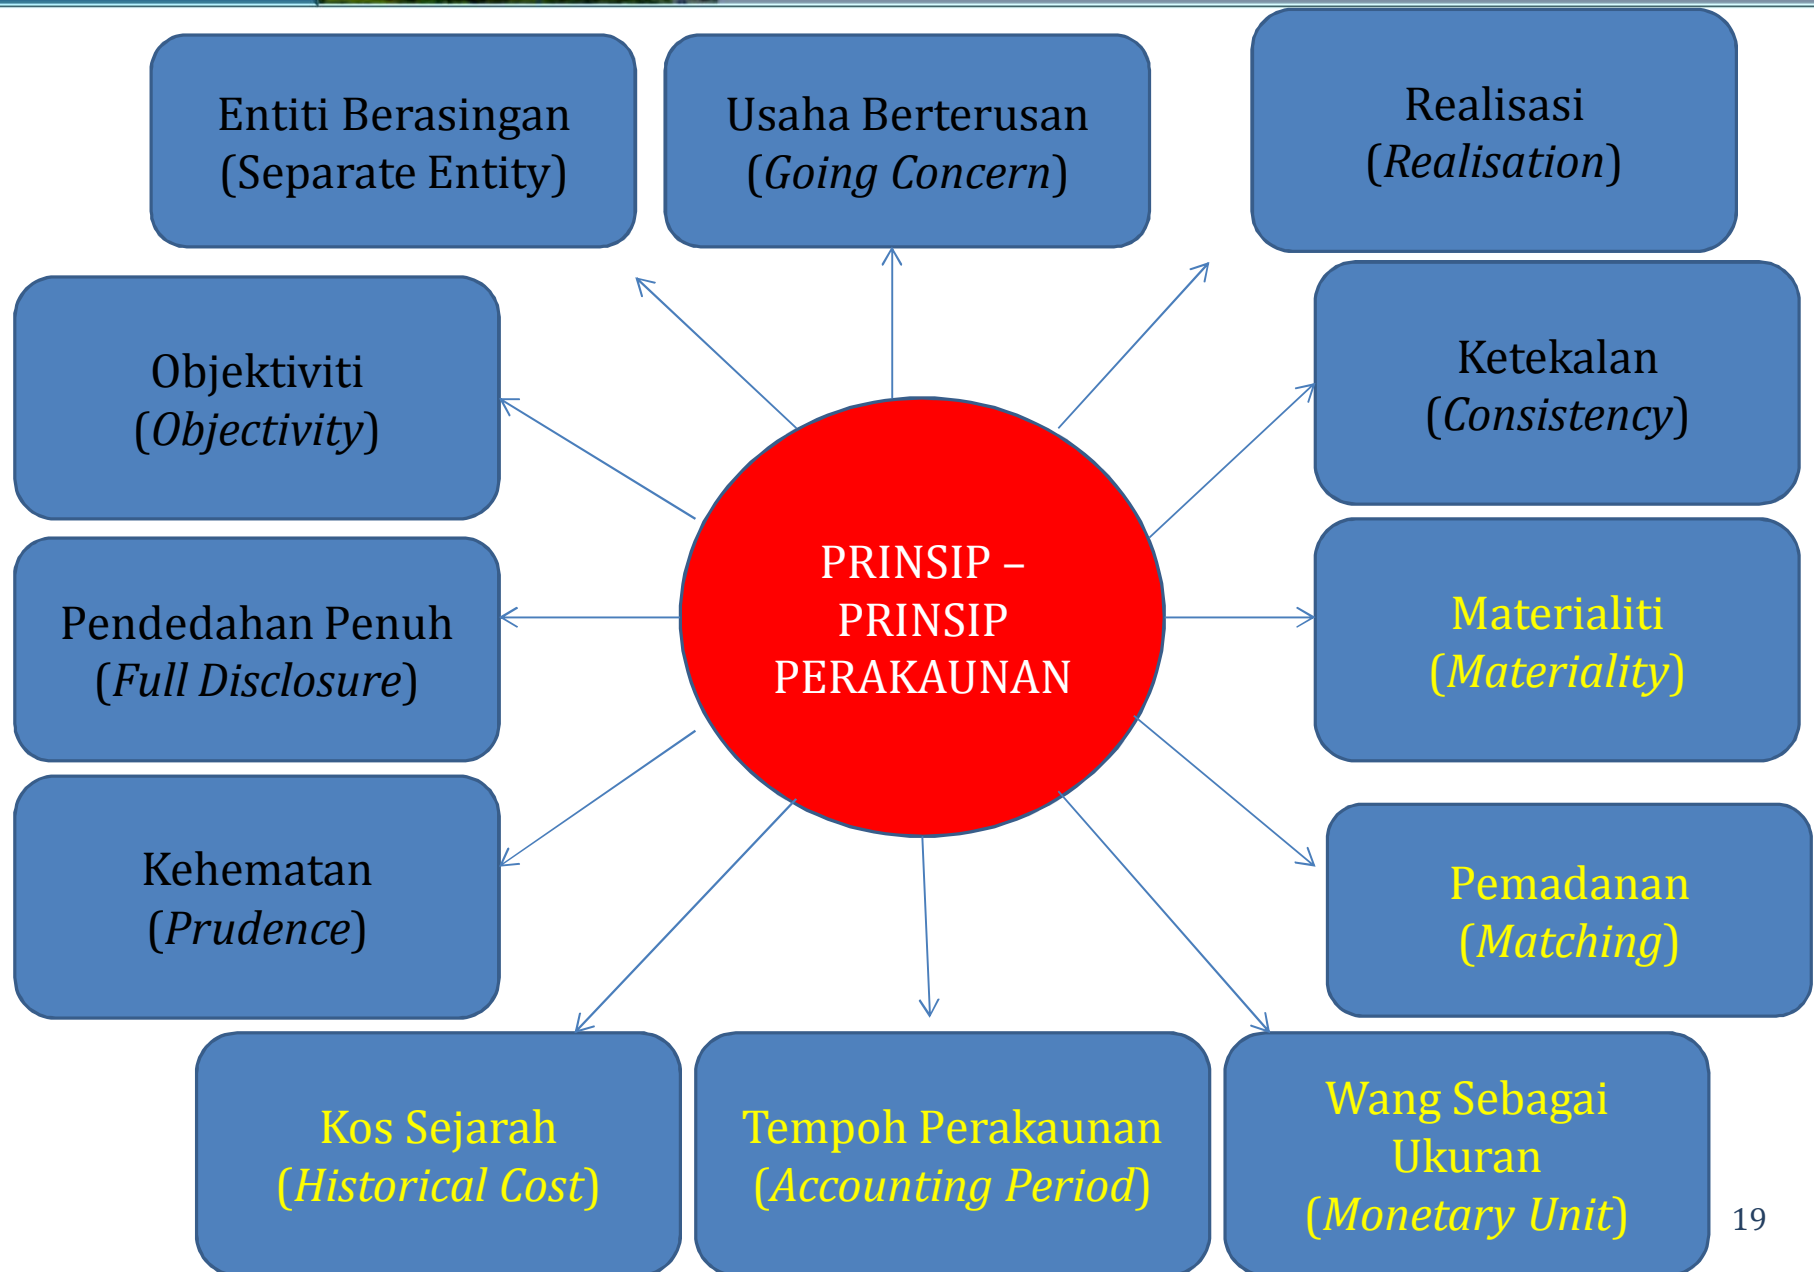 Entiti Berasingan
(Separate Entity)
Usaha Berterusan
(Going Concern)
Realisasi
(Realisation)
Objektiviti
(Objectivity)
Ketekalan
(Consistency)
PRINSIP –
PRINSIP
PERAKAUNAN
Pendedahan Penuh
(Full Disclosure)
Materialiti
(Materiality)
Kehematan
(Prudence)
Pemadanan
(Matching)
Kos Sejarah
(Historical Cost)
Tempoh Perakaunan
(Accounting Period)
Wang Sebagai
Ukuran
(Monetary Unit)
19